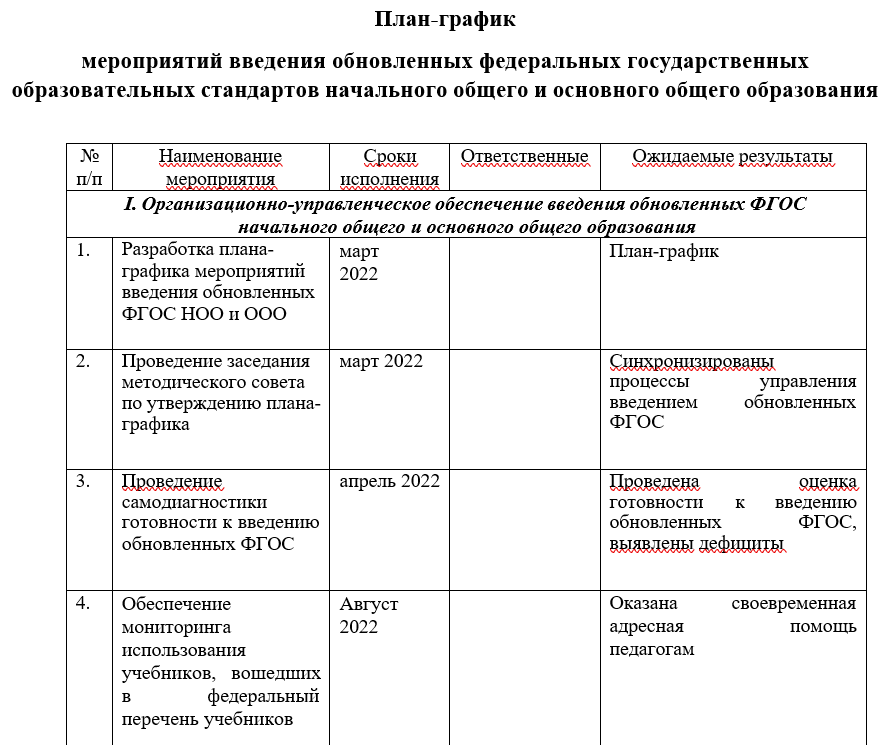 План-график
мероприятий введения обновленных федеральных государственных
образовательных стандартов начального общего и основного общего образования
№ п/п
Наименование мероприятия
Сроки исполнения
Ответственные
Ожидаемые результаты
I. Организационно-управленческое обеспечение введения обновленных ФГОС
начального общего и основного общего образования
1.
Разработка плана-
графика мероприятий
введения обновленных
ФГОС НОО и ООО
март
2022
План-график
2.
Проведение заседания
методического совета
по утверждению плана-
графика
март 2022
Синхронизированы
процессы управления
введением обновленных
ФГОС
3.
Проведение
самодиагностики
готовности к введению
обновленных ФГОС
апрель 2022
Проведена оценка
готовности к введению
обновленных ФГОС,
выявлены дефициты
4.
Обеспечение
мониторинга
использования
учебников, вошедших
в федеральный
перечень учебников
Август
2022
Оказана своевременная
адресная помощь
педагогам